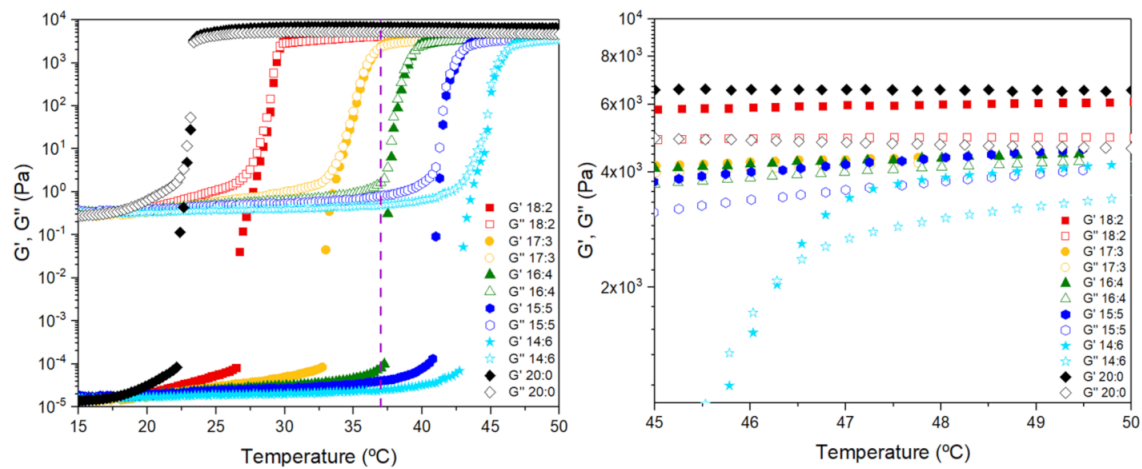 G', G" (Pa)
10⁴
10³
10²
10¹
10⁰
10⁻¹
10⁻²
10⁻³
10⁻⁴
10⁻⁵
15 20 25 30 35 40 45 50
Temperature (ºC)
G' 18:2
G" 18:2
G' 17:3
G" 17:3
G' 16:4
G" 16:4
G' 15:5
G" 15:5
G' 14:6
G" 14:6
G' 20:0
G" 20:0
G', G" (Pa)
10⁴
8x10³
6x10³
4x10³
2x10³
45 46 47 48 49 50
Temperature (ºC)
G' 18:2
G" 18:2
G' 17:3
G" 17:3
G' 16:4
G" 16:4
G' 15:5
G" 15:5
G' 14:6
G" 14:6
G' 20:0
G" 20:0